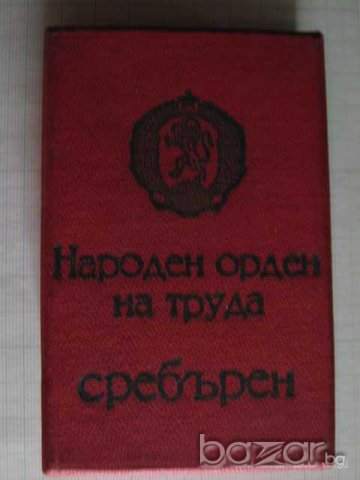 Народен орден
на труда
сребърен
bazar.bg